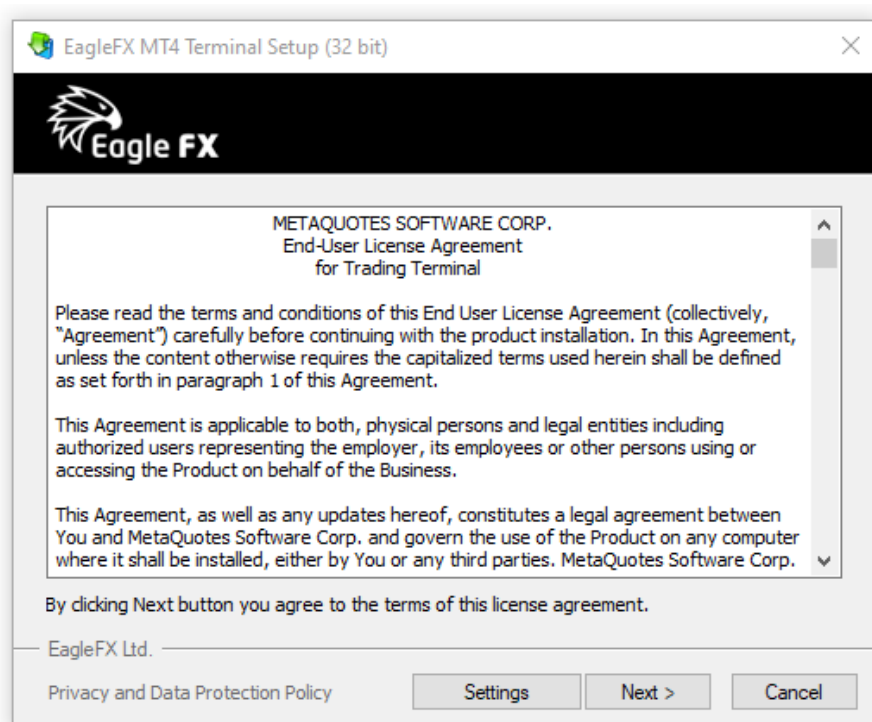 EagleFX MT4 Terminal Setup (32 bit)
Eagle FX
METAQUOTES SOFTWARE CORP.
End-User License Agreement
for Trading Terminal
Please read the terms and conditions of this End User License Agreement (collectively,
“Agreement”) carefully before continuing with the product installation. In this Agreement,
unless the content otherwise requires the capitalized terms used herein shall be defined
as set forth in paragraph 1 of this Agreement.
This Agreement is applicable to both, physical persons and legal entities including
authorized users representing the employer, its employees or other persons using or
accessing the Product on behalf of the Business.
This Agreement, as well as any updates hereof, constitutes a legal agreement between
You and MetaQuotes Software Corp. and govern the use of the Product on any computer
where it shall be installed, either by You or any third parties. MetaQuotes Software Corp.
By clicking Next button you agree to the terms of this license agreement.
EagleFX Ltd.
Privacy and Data Protection Policy
Settings
Next >
Cancel